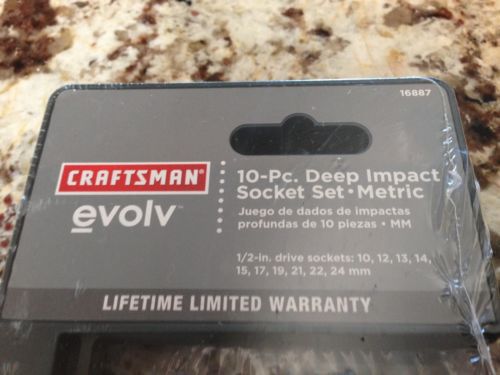 16887
CRAFTSMAN®
evolv™
10-Pc. Deep Impact
Socket Set • Metric
Juego de dados de impactas
profundas de 10 piezas • MM
1/2-in. drive sockets: 10, 12, 13, 14,
15, 17, 19, 21, 22, 24 mm
LIFETIME LIMITED WARRANTY